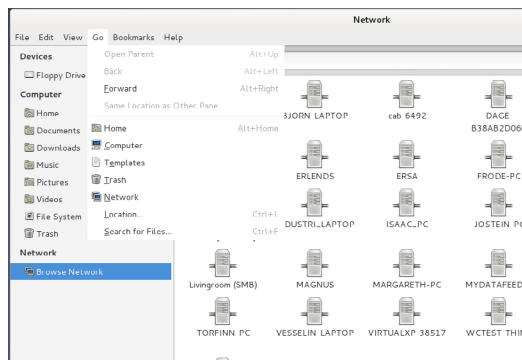 Network
File Edit View Go Bookmarks Help
Devices
Floppy Drive
Computer
Home
Documents
Downloads
Music
Pictures
Videos
File System
Trash
Network
Browse Network
Open Parent Alt+Up
Back Alt+Left
Forward Alt+Right
Same Location as Other Pane
Home Alt+Home
Computer
Templates
Trash
Network
Location... Ctrl+L
Search for Files... Ctrl+F
BJORN LAPTOP cab 6492 DAGE
B38AB2D06
ERLENDS ERSA FRODE-PC
DUSTRI_LAPTOP ISAAC_PC JOSTEIN PC
Livingroom (SMB) MAGNUS MARGARETH-PC MYDATAFEED
TORFINN PC VESSELIN LAPTOP VIRTUALXP 38517 WCTEST THIN